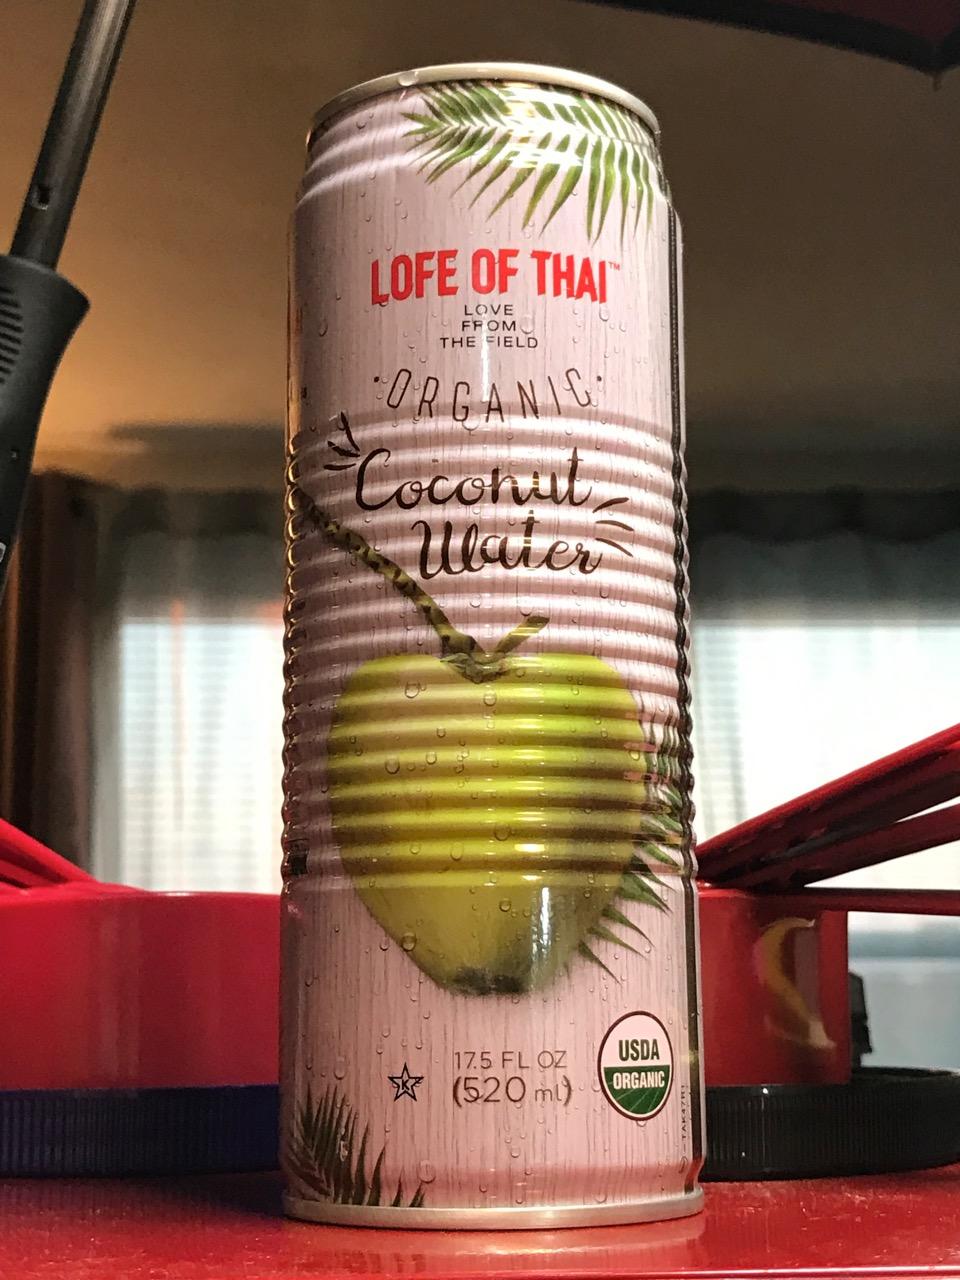 LOFE OF THAI™
LOVE
FROM
THE FIELD
·ORGANIC·
Coconut
Water
K
17.5 FL OZ
(520 ml)
USDA
ORGANIC